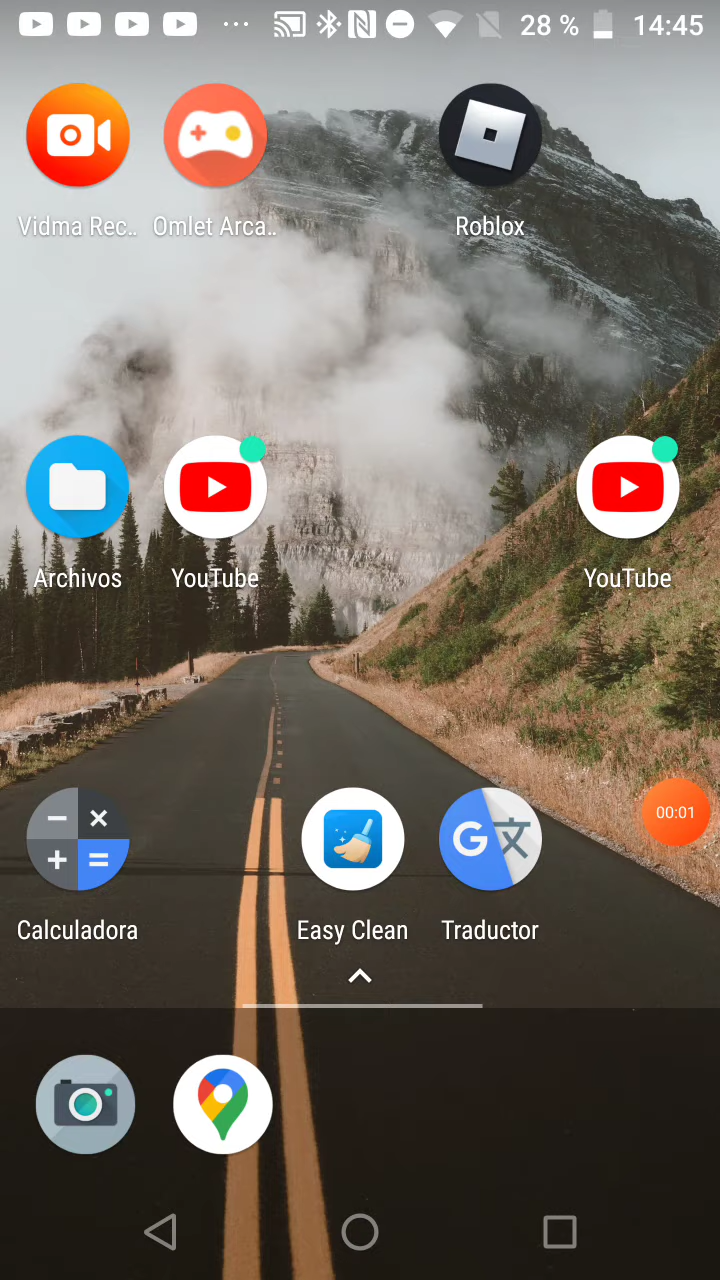 28 % 14:45
Vidma Rec.. Omlet Arca.. Roblox
Archivos YouTube YouTube
00:01
Calculadora Easy Clean Traductor